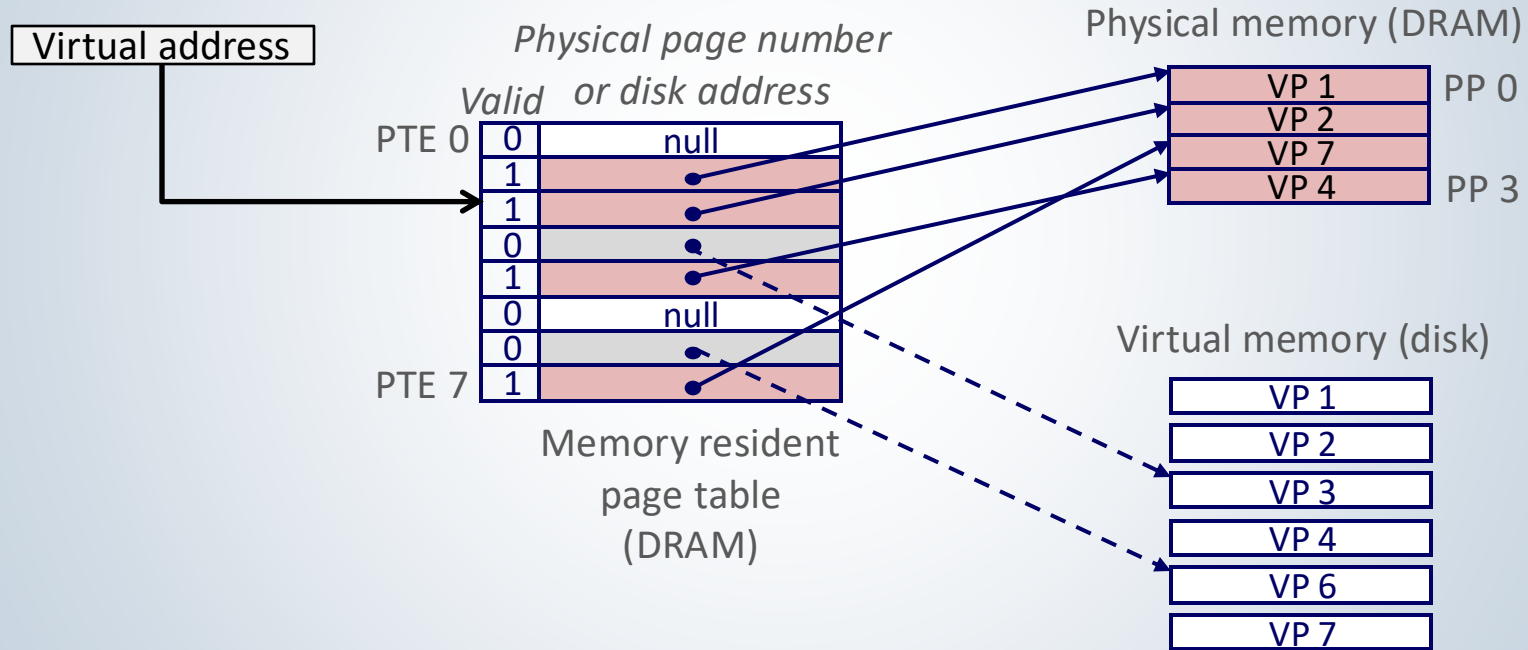 Virtual address
Physical page number
or disk address
Valid
PTE 0
0
null
1
1
0
1
0
null
0
PTE 7
1
Memory resident
page table
(DRAM)
Physical memory (DRAM)
VP 1
PP 0
VP 2
VP 7
VP 4
PP 3
Virtual memory (disk)
VP 1
VP 2
VP 3
VP 4
VP 6
VP 7